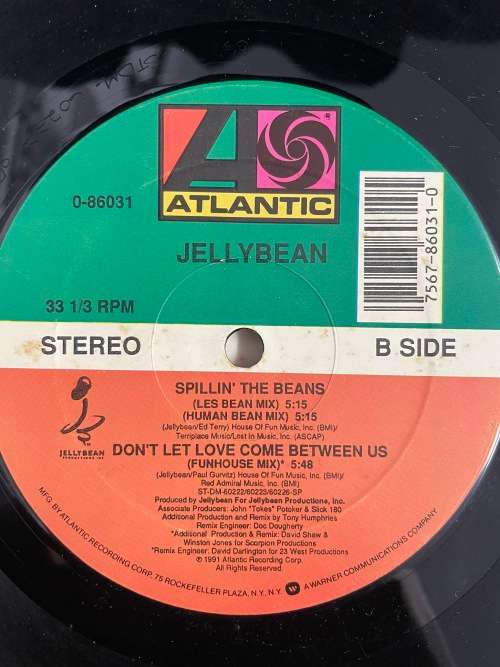 ATLANTIC
0-86031
JELLYBEAN
7567-86031-0
33 1/3 RPM
STEREO
B SIDE
SPILLIN' THE BEANS
(LES BEAN MIX) 5:15
(HUMAN BEAN MIX) 5:15
(Jellybean/Ed Terry) House Of Fun Music, Inc. (BMI)/
Terriplace Music/Lost In Music, Inc. (ASCAP)
DON'T LET LOVE COME BETWEEN US
(FUNHOUSE MIX)* 5:48
(Jellybean/Paul Gurvitz) House Of Fun Music, Inc. (BMI)/
Red Admiral Music, Inc. (BMI)
ST-DM-60222/60223/60226-SP
Produced by Jellybean For Jellybean Productions, Inc.
Associate Producers: John "Tokes" Potoker & Slick 180
Additional Production and Remix by Tony Humphries
Remix Engineer: Doc Dougherty
*Additional Production & Remix: David Shaw &
Winston Jones for Scorpion Productions
*Remix Engineer: David Darlington for 23 West Productions
℗ 1991 Atlantic Recording Corp.
All Rights Reserved.
JELLYBEAN
PRODUCTIONS INC
MFG. BY ATLANTIC RECORDING CORP. 75 ROCKEFELLER PLAZA, N.Y. N.Y. A WARNER COMMUNICATIONS COMPANY